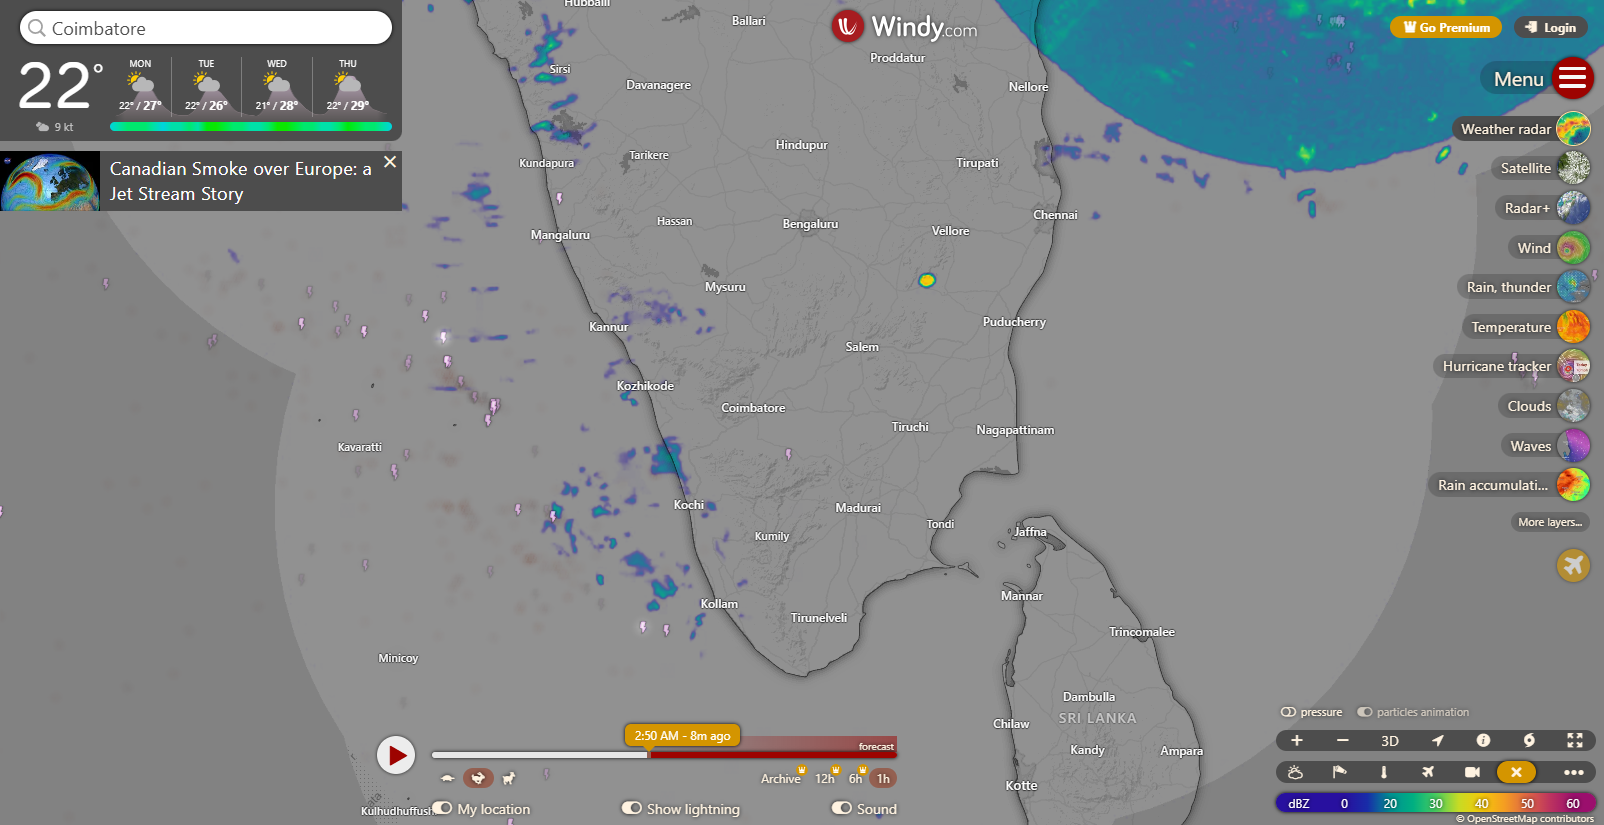 Coimbatore
22°
9 kt
MON TUE WED THU
22° / 27° 22° / 26° 21° / 28° 22° / 29°
Canadian Smoke over Europe: a
Jet Stream Story
Windy.com
Go Premium
Login
Menu
Weather radar
Satellite
Radar+
Wind
Rain, thunder
Temperature
Hurricane tracker
Clouds
Waves
Rain accumulati...
More layers...
Hubballi
Ballari
Proddatur
Sirsi
Davanagere
Nellore
Hindupur
Kundapura
Tarikere
Tirupati
Hassan
Bengaluru
Chennai
Mangaluru
Vellore
Mysuru
Kannur
Puducherry
Salem
Kozhikode
Coimbatore
Tiruchi
Nagapattinam
Kavaratti
Kochi
Madurai
Tondi
Jaffna
Kumily
Kollam
Tirunelveli
Mannar
Trincomalee
Minicoy
Dambulla
SRI LANKA
Chilaw
Kandy
Ampara
Kotte
Kulhudhuffush
2:50 AM - 8m ago
forecast
Archive 12h 6h 1h
My location
Show lightning
Sound
pressure
particles animation
+ − 3D
dBZ 0 20 30 40 50 60
© OpenStreetMap contributors